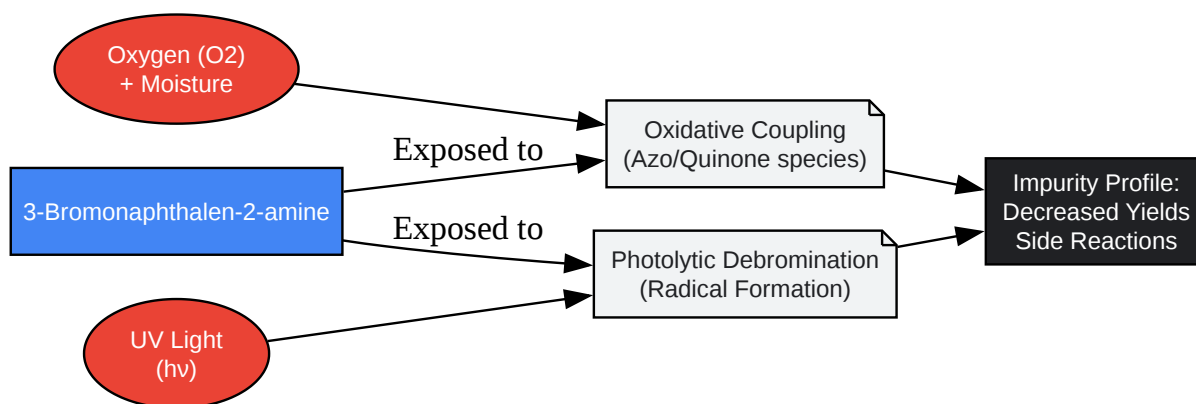 Oxygen (O2)
+ Moisture
3-Bromonaphthalen-2-amine
UV Light
(hν)
Exposed to
Exposed to
Oxidative Coupling
(Azo/Quinone species)
Photolytic Debromination
(Radical Formation)
Impurity Profile:
Decreased Yields
Side Reactions